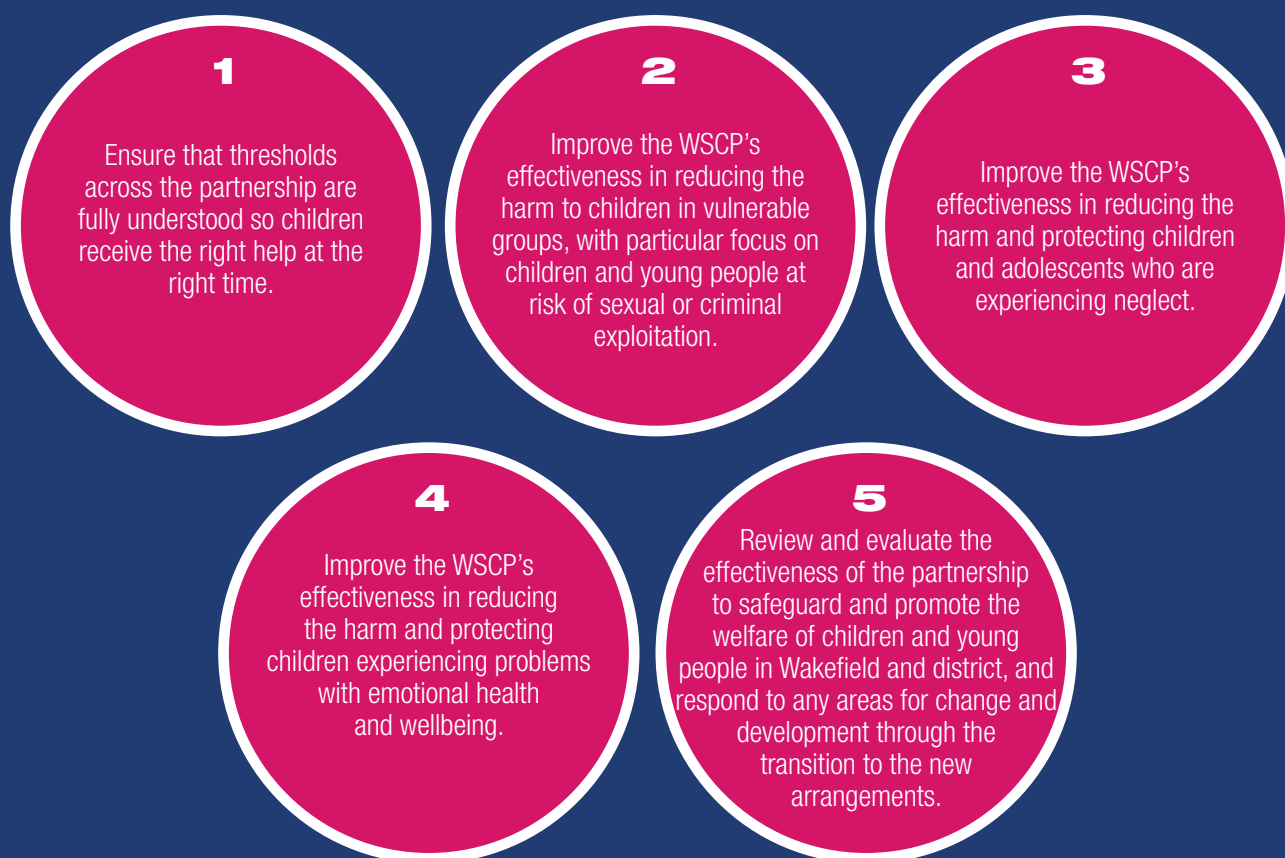 1
Ensure that thresholds
across the partnership are
fully understood so children
receive the right help at the
right time.
2
Improve the WSCP's
effectiveness in reducing the
harm to children in vulnerable
groups, with particular focus on
children and young people at
risk of sexual or criminal
exploitation.
3
Improve the WSCP's
effectiveness in reducing the
harm and protecting children
and adolescents who are
experiencing neglect.
4
Improve the WSCP's
effectiveness in reducing
the harm and protecting
children experiencing problems
with emotional health
and wellbeing.
5
Review and evaluate the
effectiveness of the partnership
to safeguard and promote the
welfare of children and young
people in Wakefield and district, and
respond to any areas for change and
development through the
transition to the new
arrangements.